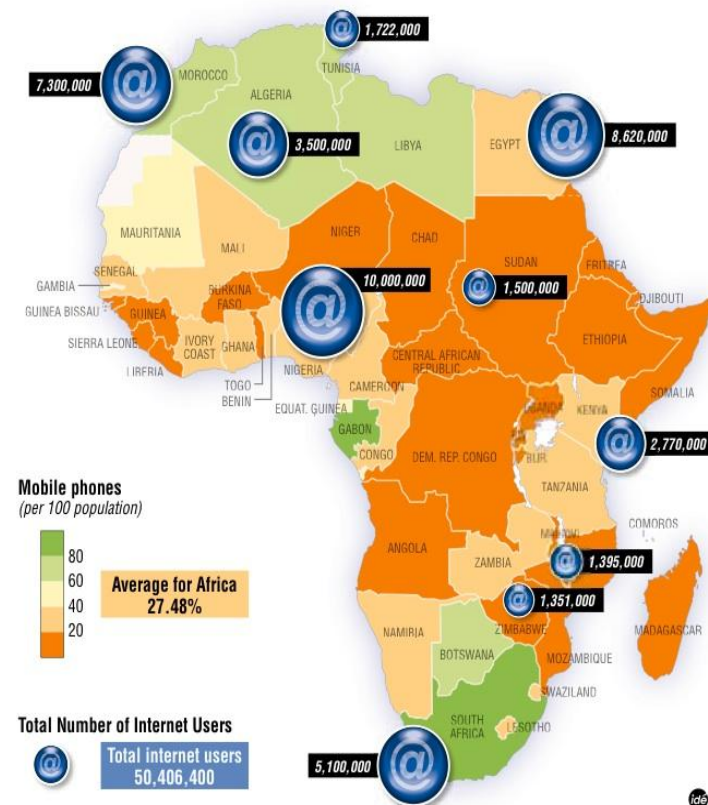 1,722,000
7,300,000
MOROCCO
TUNISIA
ALGERIA
3,500,000
LIBYA
EGYPT
8,620,000
MAURITANIA
MALI
NIGER
CHAD
SUDAN
ERITREA
SENEGAL
GAMBIA
GUINEA BISSAU
GUINEA
BURKINA
FASO
10,000,000
1,500,000
DJIBOUTI
SIERRA LEONE
IVORY
COAST
GHANA
ETHIOPIA
LIBERIA
TOGO
BENIN
NIGERIA
CENTRAL AFRICAN
REPUBLIC
CAMEROON
SOMALIA
EQUAT. GUINEA
UGANDA
KENYA
GABON
CONGO
DEM. REP. CONGO
BUR.
2,770,000
TANZANIA
Mobile phones
(per 100 population)
80
60
40
20
Average for Africa
27.48%
ANGOLA
ZAMBIA
MALAWI
COMOROS
1,395,000
1,351,000
ZIMBABWE
MADAGASCAR
NAMIRIA
BOTSWANA
MOZAMBIQUE
SWAZILAND
SOUTH
AFRICA
LESOTHO
Total Number of Internet Users
@
Total internet users
50,406,400
5,100,000
idé